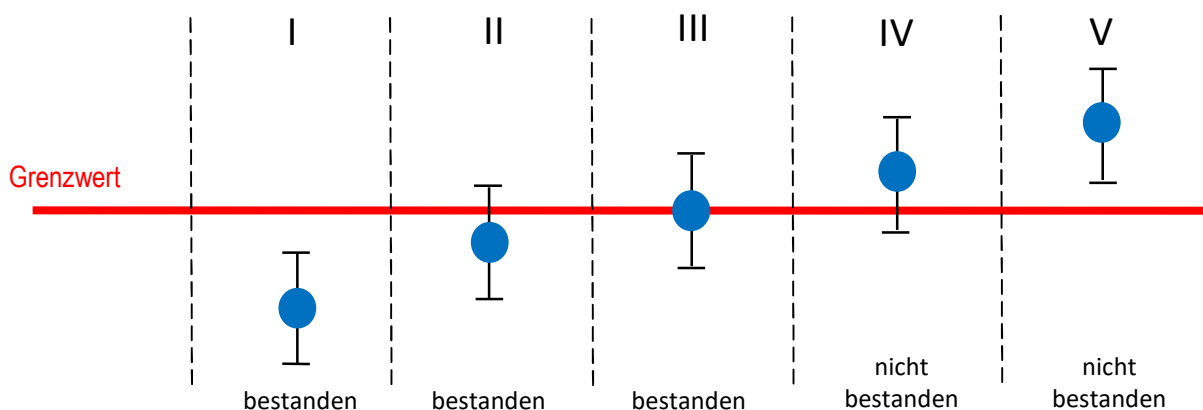 I
II
III
IV
V
Grenzwert
bestanden
bestanden
bestanden
nicht
bestanden
nicht
bestanden